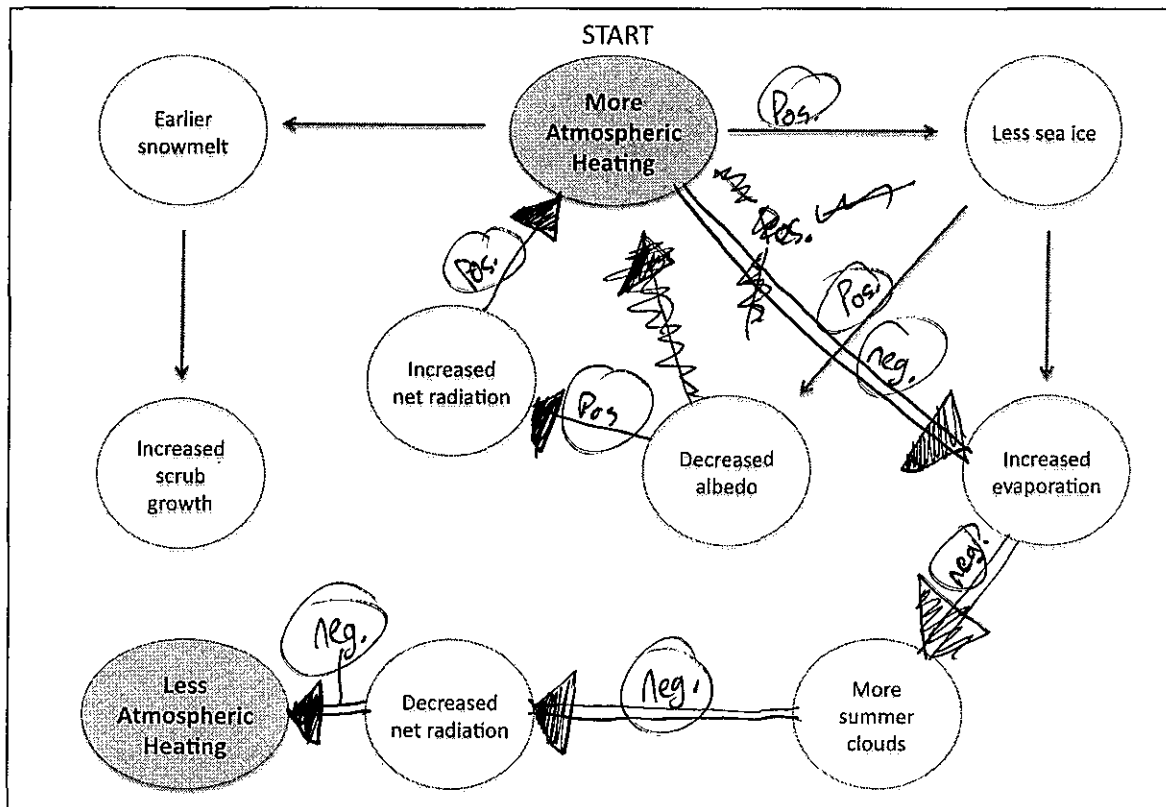 START
More
Atmospheric
Heating
Pos.
Earlier
snowmelt
Less sea ice
Pos.
Pos.
Pos.
neg.
Increased
net radiation
Pos
Increased
scrub
growth
Decreased
albedo
Increased
evaporation
neg.
neg.
neg.
Less
Atmospheric
Heating
Decreased
net radiation
More
summer
clouds